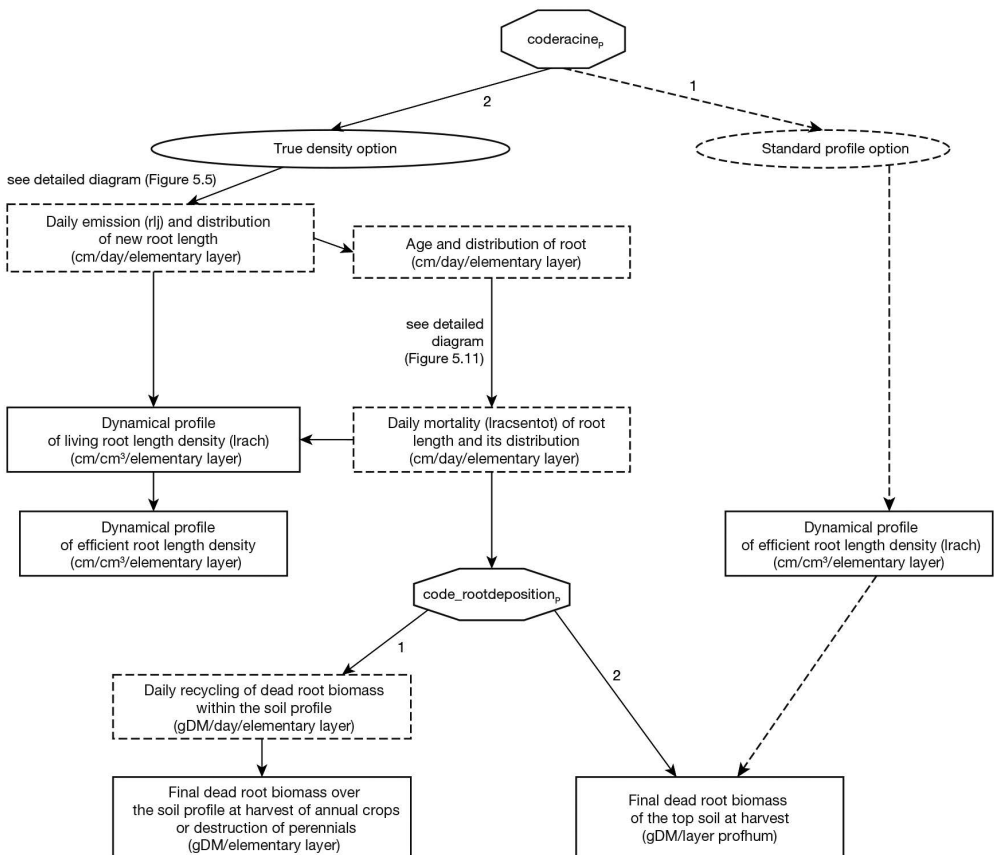 coderacineₚ
2
1
True density option
Standard profile option
see detailed diagram (Figure 5.5)
Daily emission (rlj) and distribution
of new root length
(cm/day/elementary layer)
Age and distribution of root
(cm/day/elementary layer)
see detailed
diagram
(Figure 5.11)
Dynamical profile
of living root length density (lrach)
(cm/cm³/elementary layer)
Daily mortality (lracsentot) of root
length and its distribution
(cm/day/elementary layer)
Dynamical profile
of efficient root length density
(cm/cm³/elementary layer)
Dynamical profile
of efficient root length density (lrach)
(cm/cm³/elementary layer)
code_rootdepositionₚ
1
2
Daily recycling of dead root biomass
within the soil profile
(gDM/day/elementary layer)
Final dead root biomass over
the soil profile at harvest of annual crops
or destruction of perennials
(gDM/elementary layer)
Final dead root biomass
of the top soil at harvest
(gDM/layer profhum)